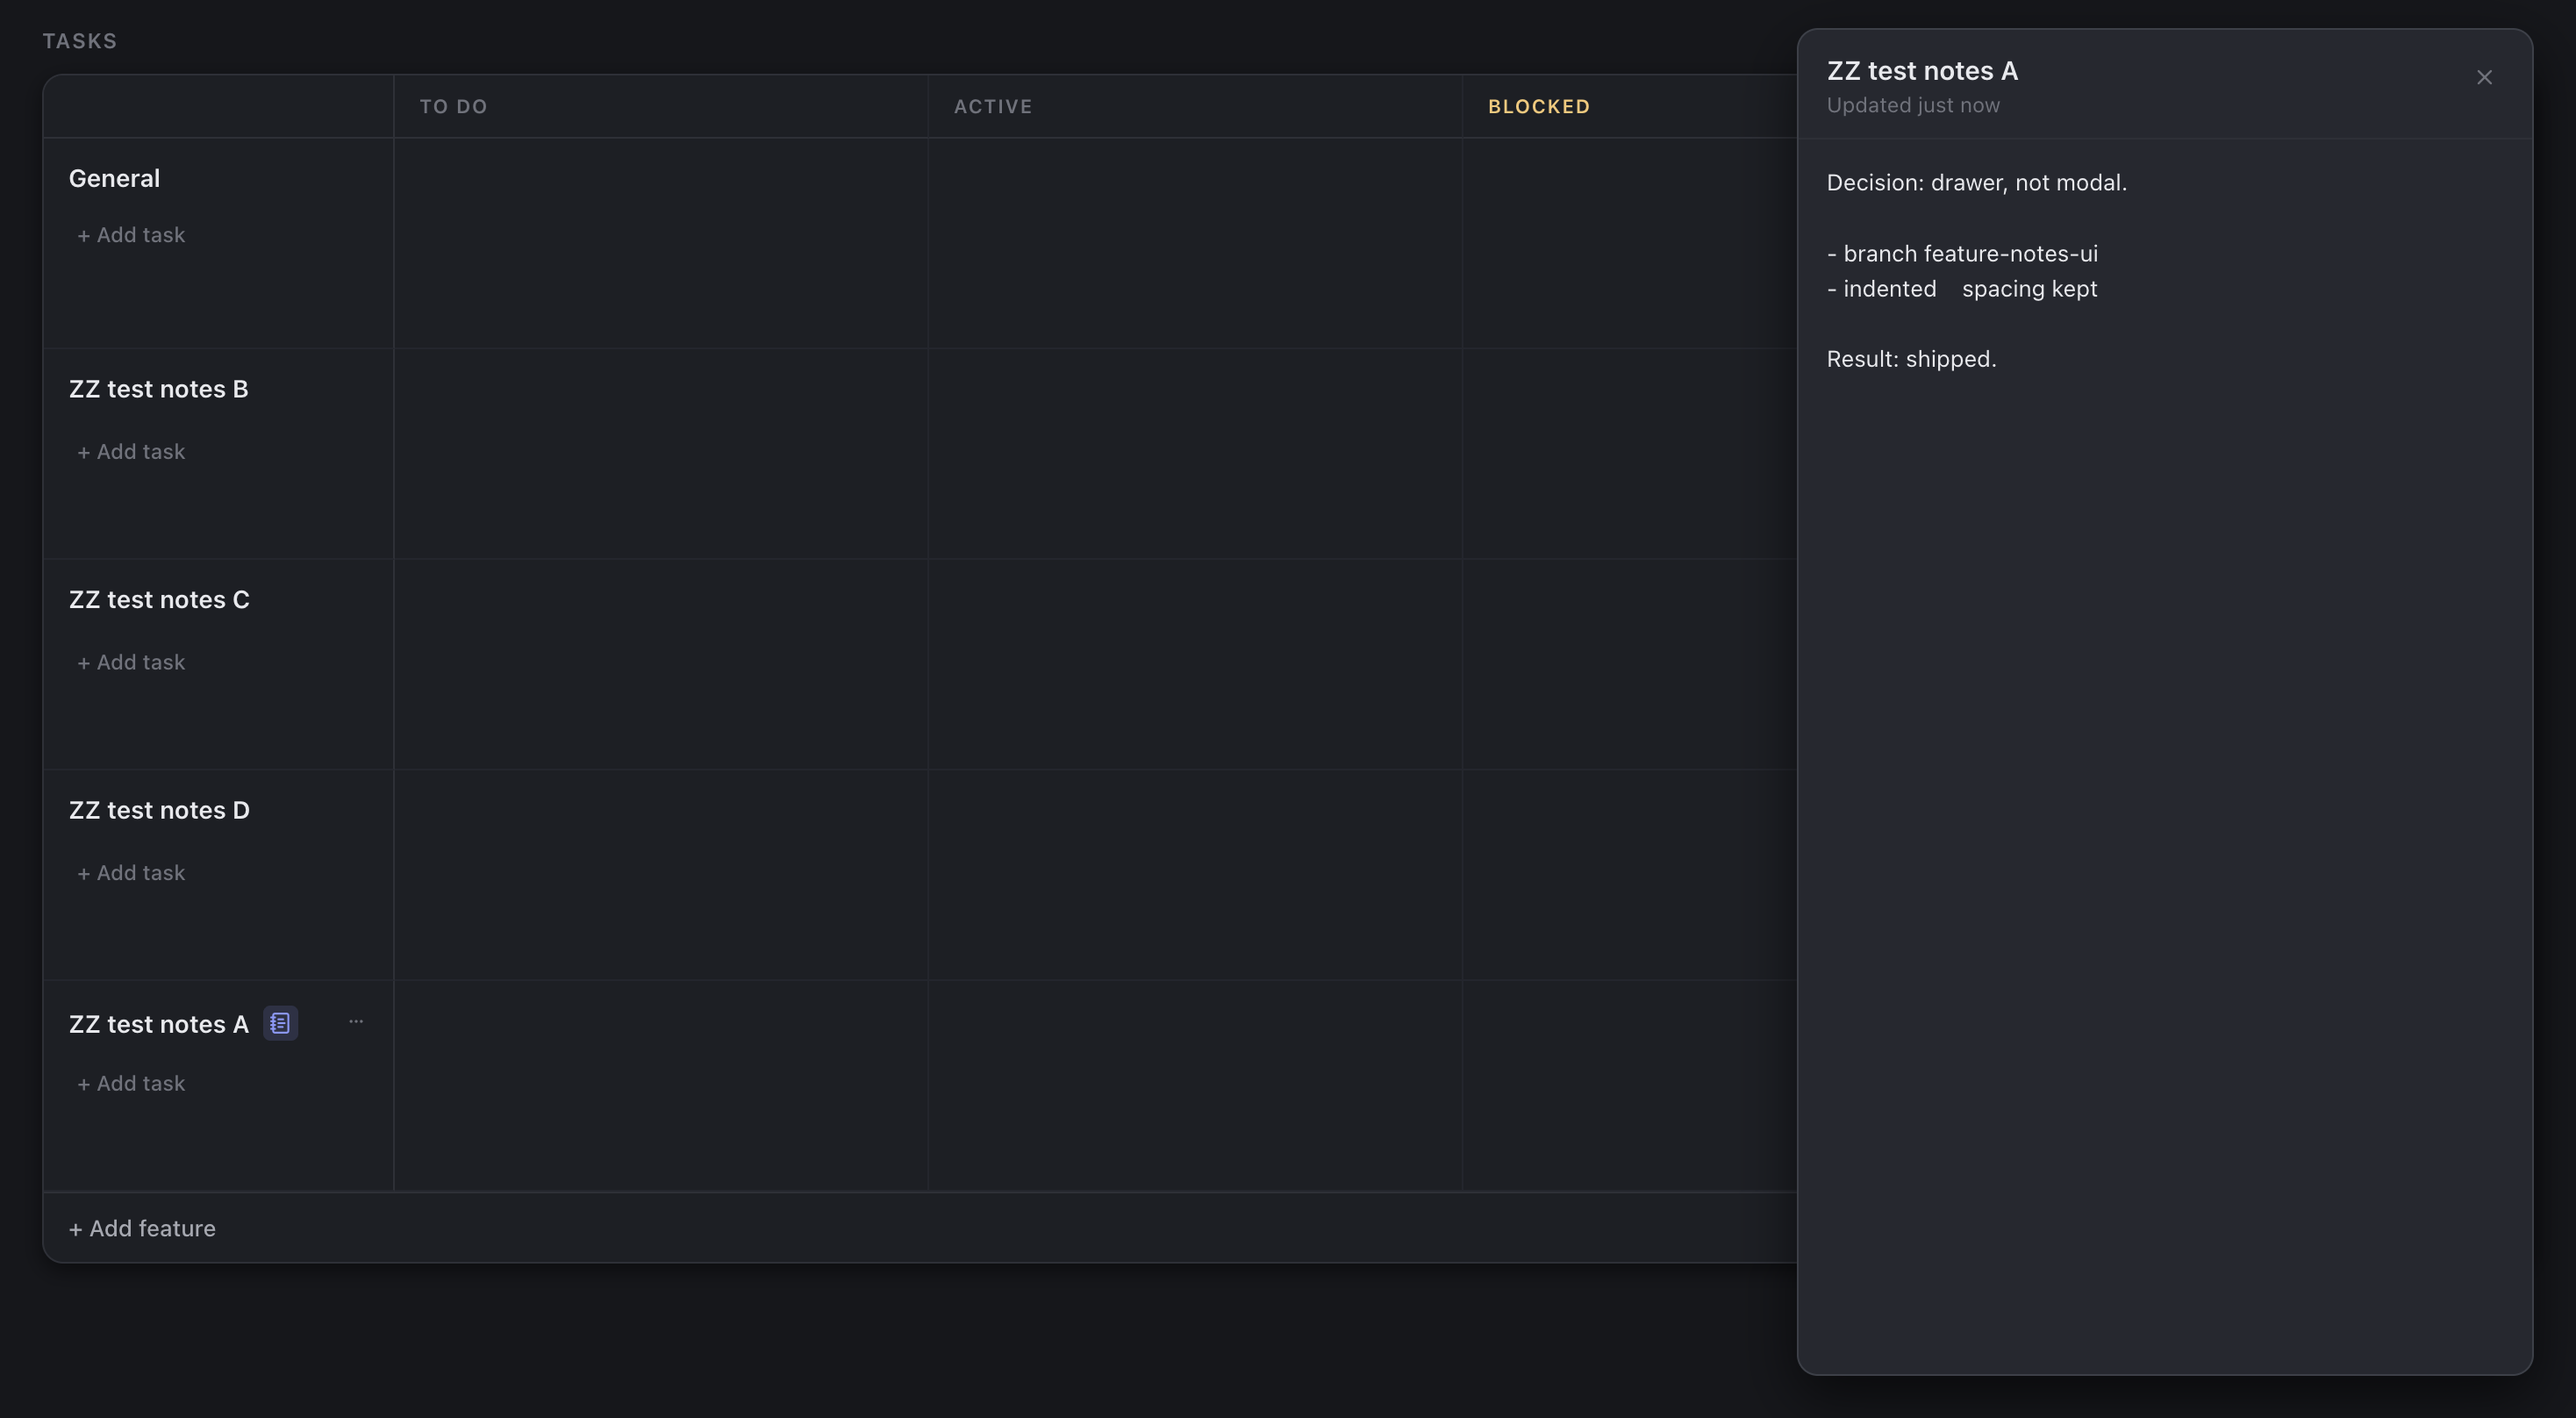 TASKS
TO DO
ACTIVE
BLOCKED
General
+ Add task
ZZ test notes B
+ Add task
ZZ test notes C
+ Add task
ZZ test notes D
+ Add task
ZZ test notes A
+ Add task
+ Add feature
ZZ test notes A
Updated just now
Decision: drawer, not modal.
- branch feature-notes-ui
- indented    spacing kept
Result: shipped.